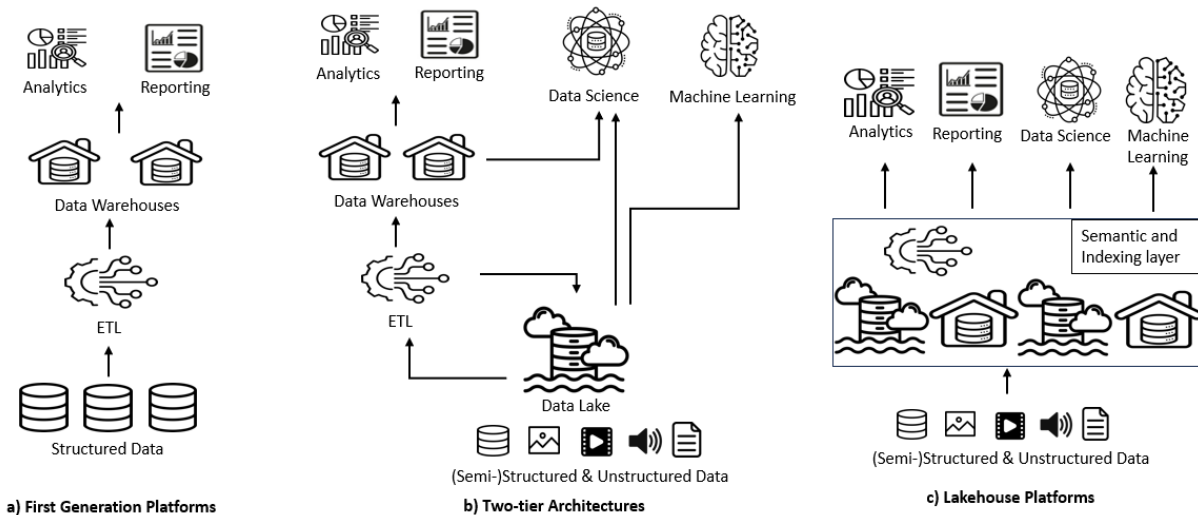 Analytics
Reporting
Data Warehouses
ETL
Structured Data
a) First Generation Platforms
Analytics
Reporting
Data Science
Machine Learning
Data Warehouses
ETL
Data Lake
(Semi-)Structured & Unstructured Data
b) Two-tier Architectures
Analytics
Reporting
Data Science
Machine
Learning
Semantic and
Indexing layer
(Semi-)Structured & Unstructured Data
c) Lakehouse Platforms